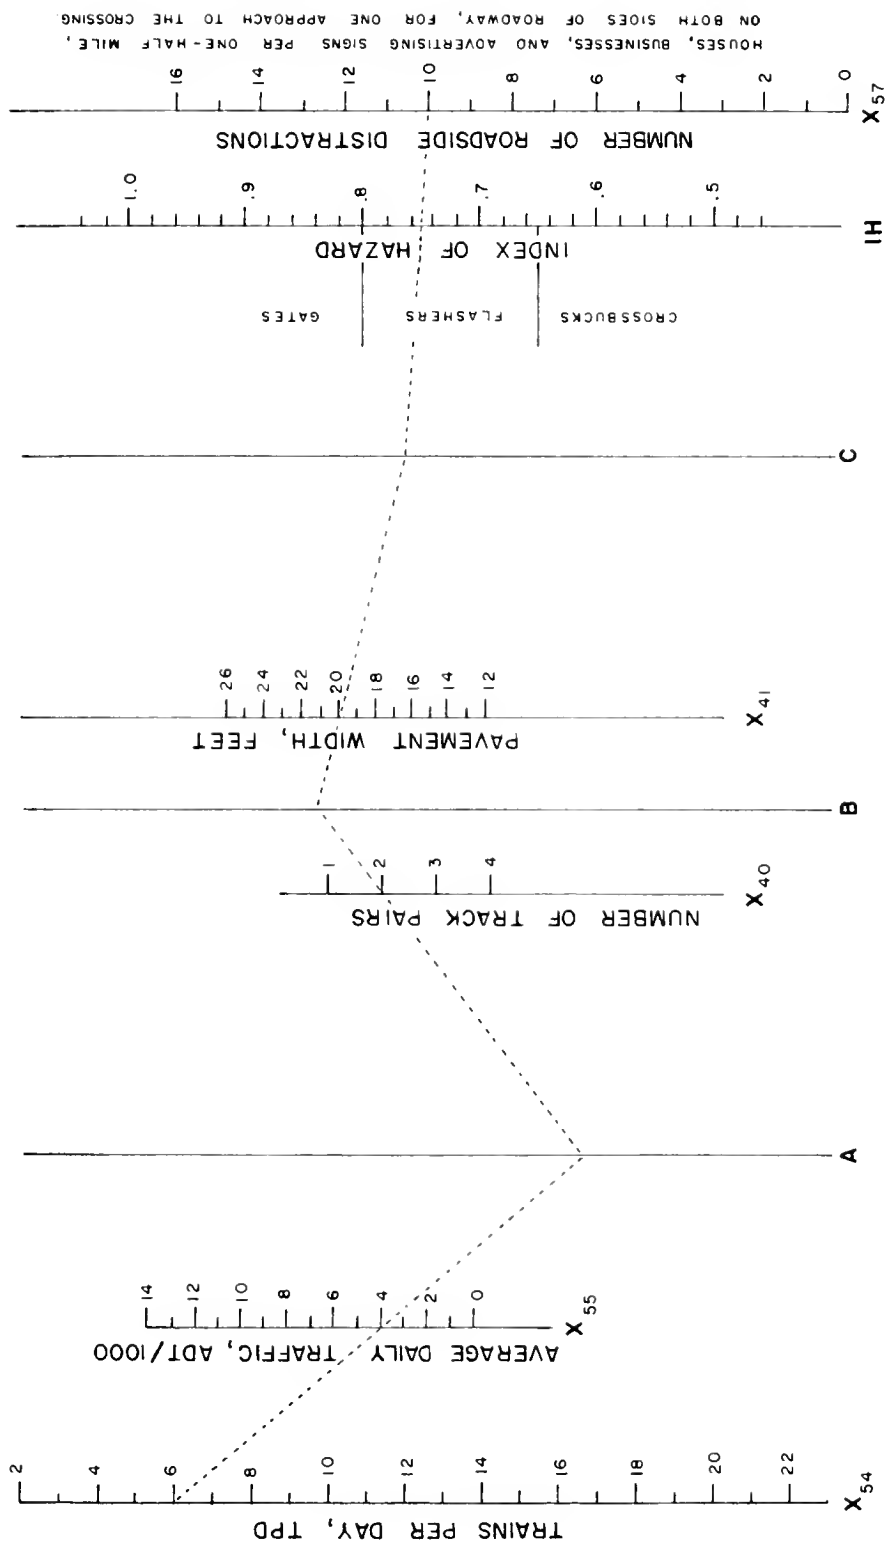 TRAINS PER DAY, TPD
2
4
6
8
10
12
14
16
18
20
22
X54
AVERAGE DAILY TRAFFIC, ADT/1000
14
12
10
8
6
4
2
0
X55
A
NUMBER OF TRACK PAIRS
1
2
3
4
X40
B
PAVEMENT WIDTH, FEET
26
24
22
20
18
16
14
12
X41
C
GATES
FLASHERS
CROSSBUCKS
INDEX OF HAZARD
1.0
.9
.8
.7
.6
.5
IH
NUMBER OF ROADSIDE DISTRACTIONS
16
14
12
10
8
6
4
2
0
X57
HOUSES, BUSINESSES, AND ADVERTISING SIGNS PER ONE-HALF MILE,
ON BOTH SIDES OF ROADWAY, FOR ONE APPROACH TO THE CROSSING.